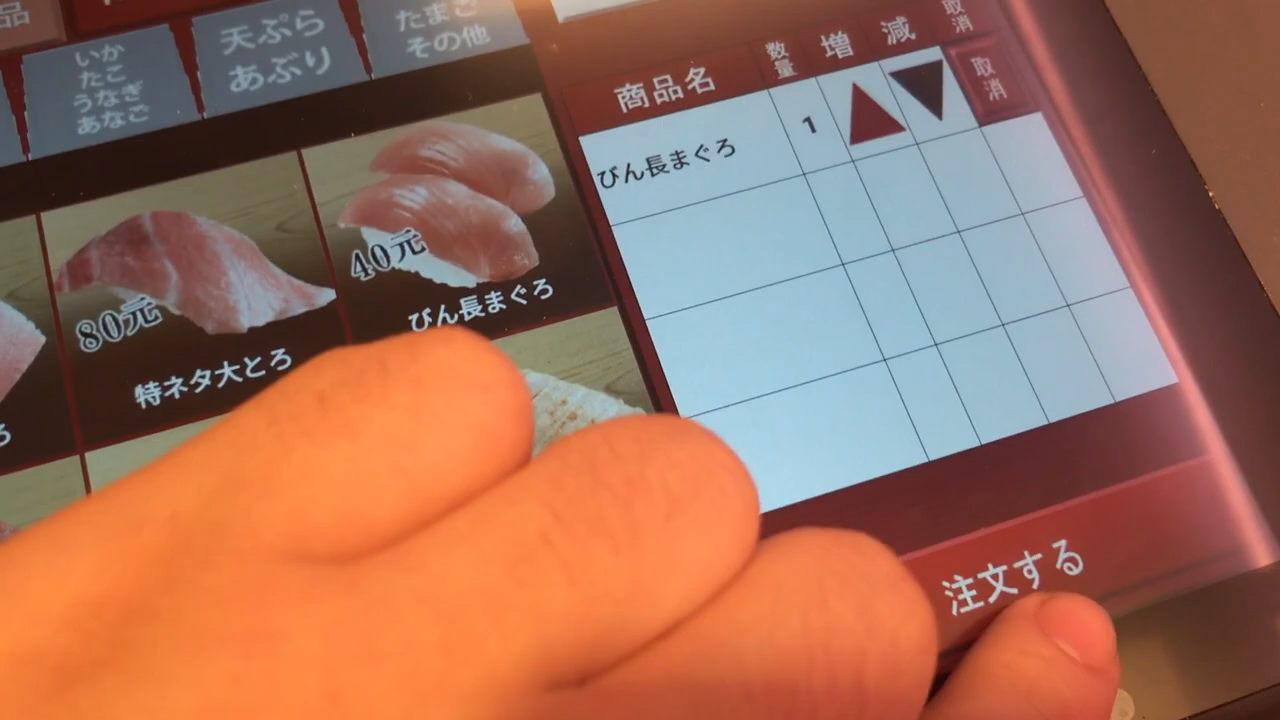 品
いか
たこ
うなぎ
あなご
天ぷら
あぶり
たまご
その他
80元
特ネタ大とろ
40元
びん長まぐろ
ろ
商品名
数量
増
減
取消
びん長まぐろ
1
取消
注文する